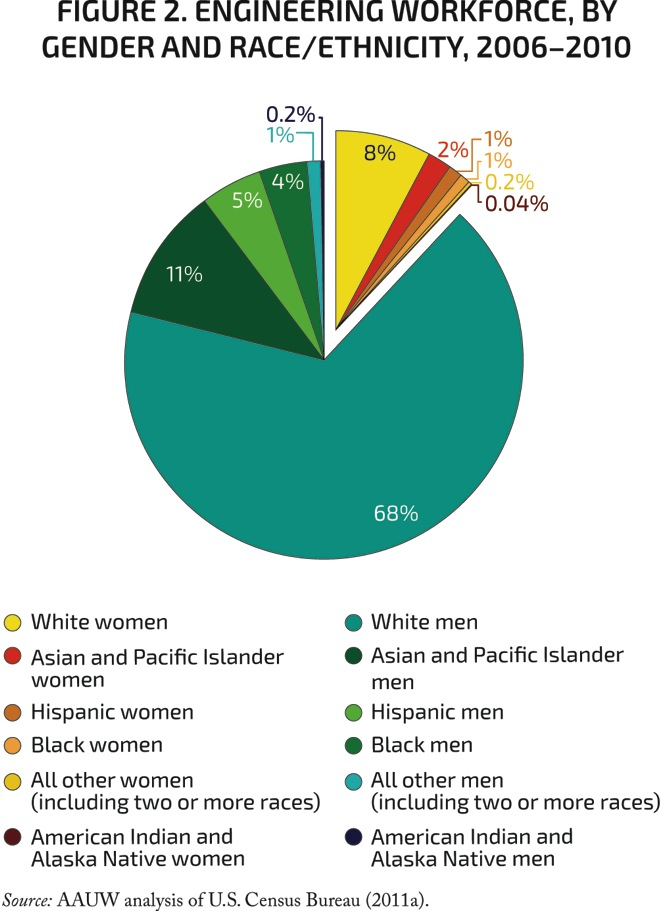 FIGURE 2. ENGINEERING WORKFORCE, BY
GENDER AND RACE/ETHNICITY, 2006–2010
0.2%
1%
8%
2%
1%
1%
0.2%
0.04%
4%
5%
11%
68%
White women
Asian and Pacific Islander
women
Hispanic women
Black women
All other women
(including two or more races)
American Indian and
Alaska Native women
White men
Asian and Pacific Islander
men
Hispanic men
Black men
All other men
(including two or more races)
American Indian and
Alaska Native men
Source: AAUW analysis of U.S. Census Bureau (2011a).